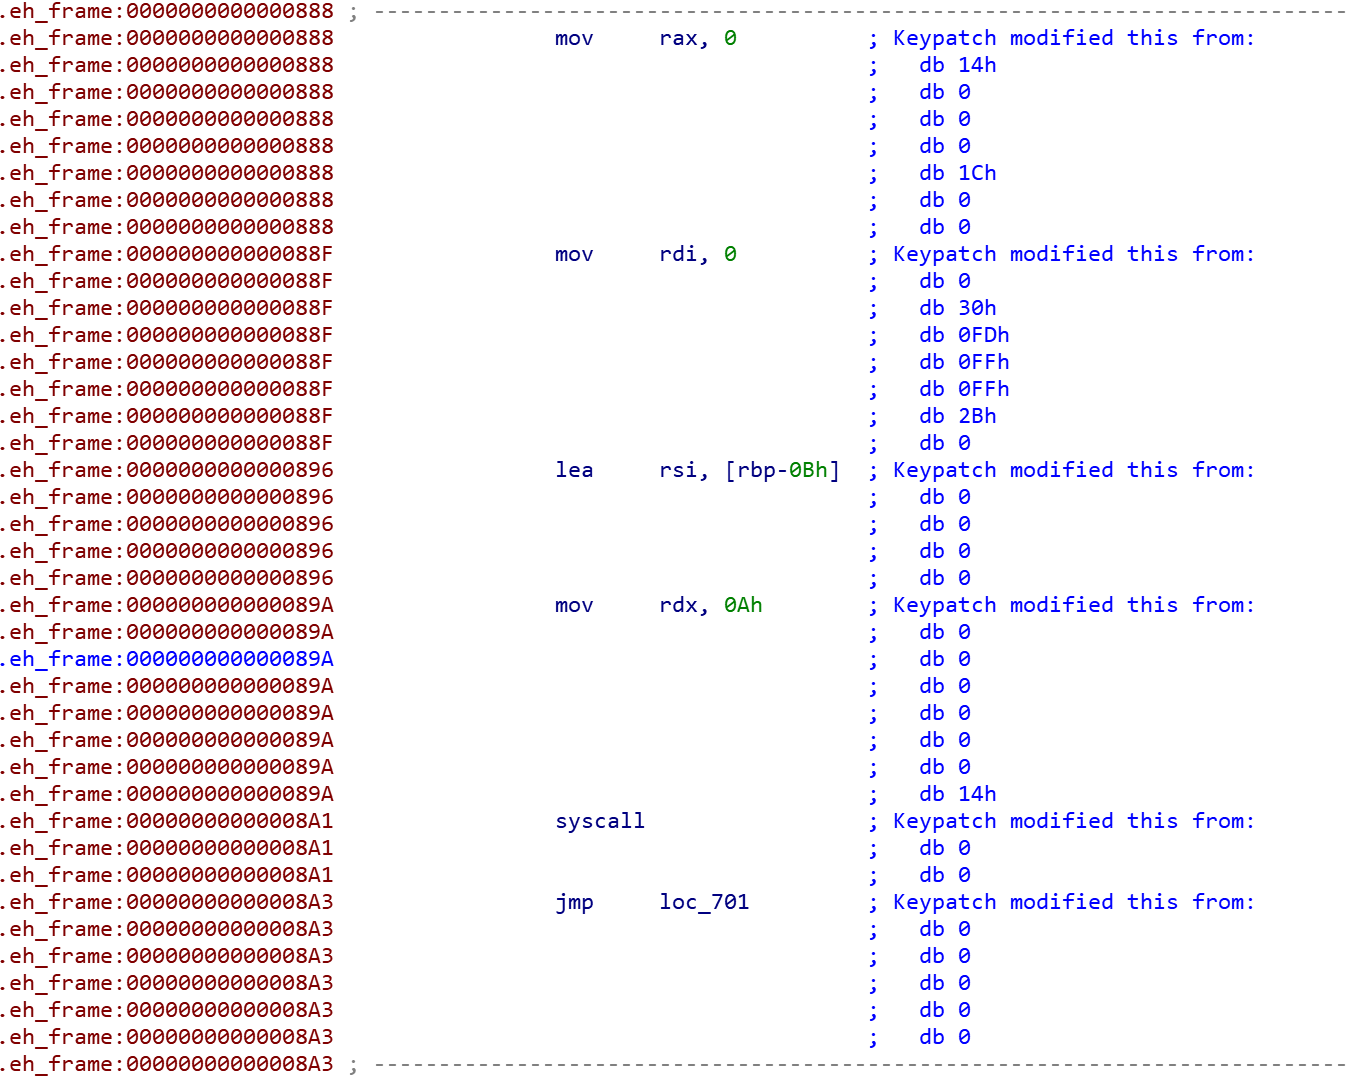 .eh_frame:0000000000000888 ; ---------------------------------------------------------------------------
.eh_frame:0000000000000888                 mov     rax, 0          ; Keypatch modified this from:
.eh_frame:0000000000000888                                         ;   db 14h
.eh_frame:0000000000000888                                         ;   db 0
.eh_frame:0000000000000888                                         ;   db 0
.eh_frame:0000000000000888                                         ;   db 0
.eh_frame:0000000000000888                                         ;   db 1Ch
.eh_frame:0000000000000888                                         ;   db 0
.eh_frame:0000000000000888                                         ;   db 0
.eh_frame:000000000000088F                 mov     rdi, 0          ; Keypatch modified this from:
.eh_frame:000000000000088F                                         ;   db 0
.eh_frame:000000000000088F                                         ;   db 30h
.eh_frame:000000000000088F                                         ;   db 0FDh
.eh_frame:000000000000088F                                         ;   db 0FFh
.eh_frame:000000000000088F                                         ;   db 0FFh
.eh_frame:000000000000088F                                         ;   db 2Bh
.eh_frame:000000000000088F                                         ;   db 0
.eh_frame:0000000000000896                 lea     rsi, [rbp-0Bh]  ; Keypatch modified this from:
.eh_frame:0000000000000896                                         ;   db 0
.eh_frame:0000000000000896                                         ;   db 0
.eh_frame:0000000000000896                                         ;   db 0
.eh_frame:0000000000000896                                         ;   db 0
.eh_frame:000000000000089A                 mov     rdx, 0Ah        ; Keypatch modified this from:
.eh_frame:000000000000089A                                         ;   db 0
.eh_frame:000000000000089A                                         ;   db 0
.eh_frame:000000000000089A                                         ;   db 0
.eh_frame:000000000000089A                                         ;   db 0
.eh_frame:000000000000089A                                         ;   db 0
.eh_frame:000000000000089A                                         ;   db 0
.eh_frame:000000000000089A                                         ;   db 14h
.eh_frame:00000000000008A1                 syscall                 ; Keypatch modified this from:
.eh_frame:00000000000008A1                                         ;   db 0
.eh_frame:00000000000008A1                                         ;   db 0
.eh_frame:00000000000008A3                 jmp     loc_701         ; Keypatch modified this from:
.eh_frame:00000000000008A3                                         ;   db 0
.eh_frame:00000000000008A3                                         ;   db 0
.eh_frame:00000000000008A3                                         ;   db 0
.eh_frame:00000000000008A3                                         ;   db 0
.eh_frame:00000000000008A3                                         ;   db 0
.eh_frame:00000000000008A3 ; ---------------------------------------------------------------------------